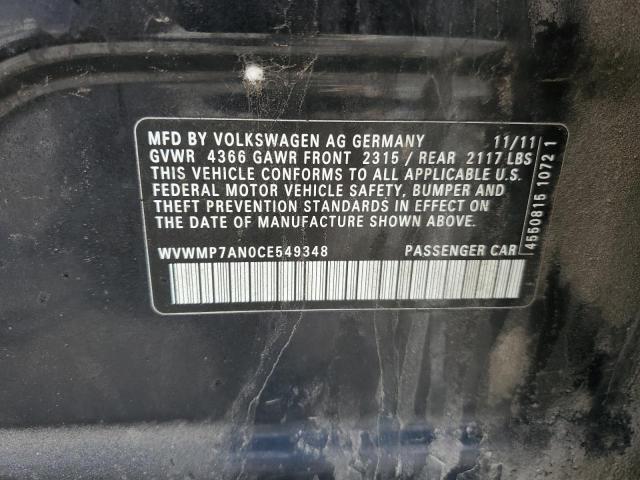 MFD BY VOLKSWAGEN AG GERMANY 11/11
GVWR 4366 GAWR FRONT 2315 / REAR 2117 LBS
THIS VEHICLE CONFORMS TO ALL APPLICABLE U.S.
FEDERAL MOTOR VEHICLE SAFETY, BUMPER AND
THEFT PREVENTION STANDARDS IN EFFECT ON
THE DATE OF MANUFACTURE SHOWN ABOVE.
WVWMP7AN0CE549348 PASSENGER CAR
4550815 1072 1